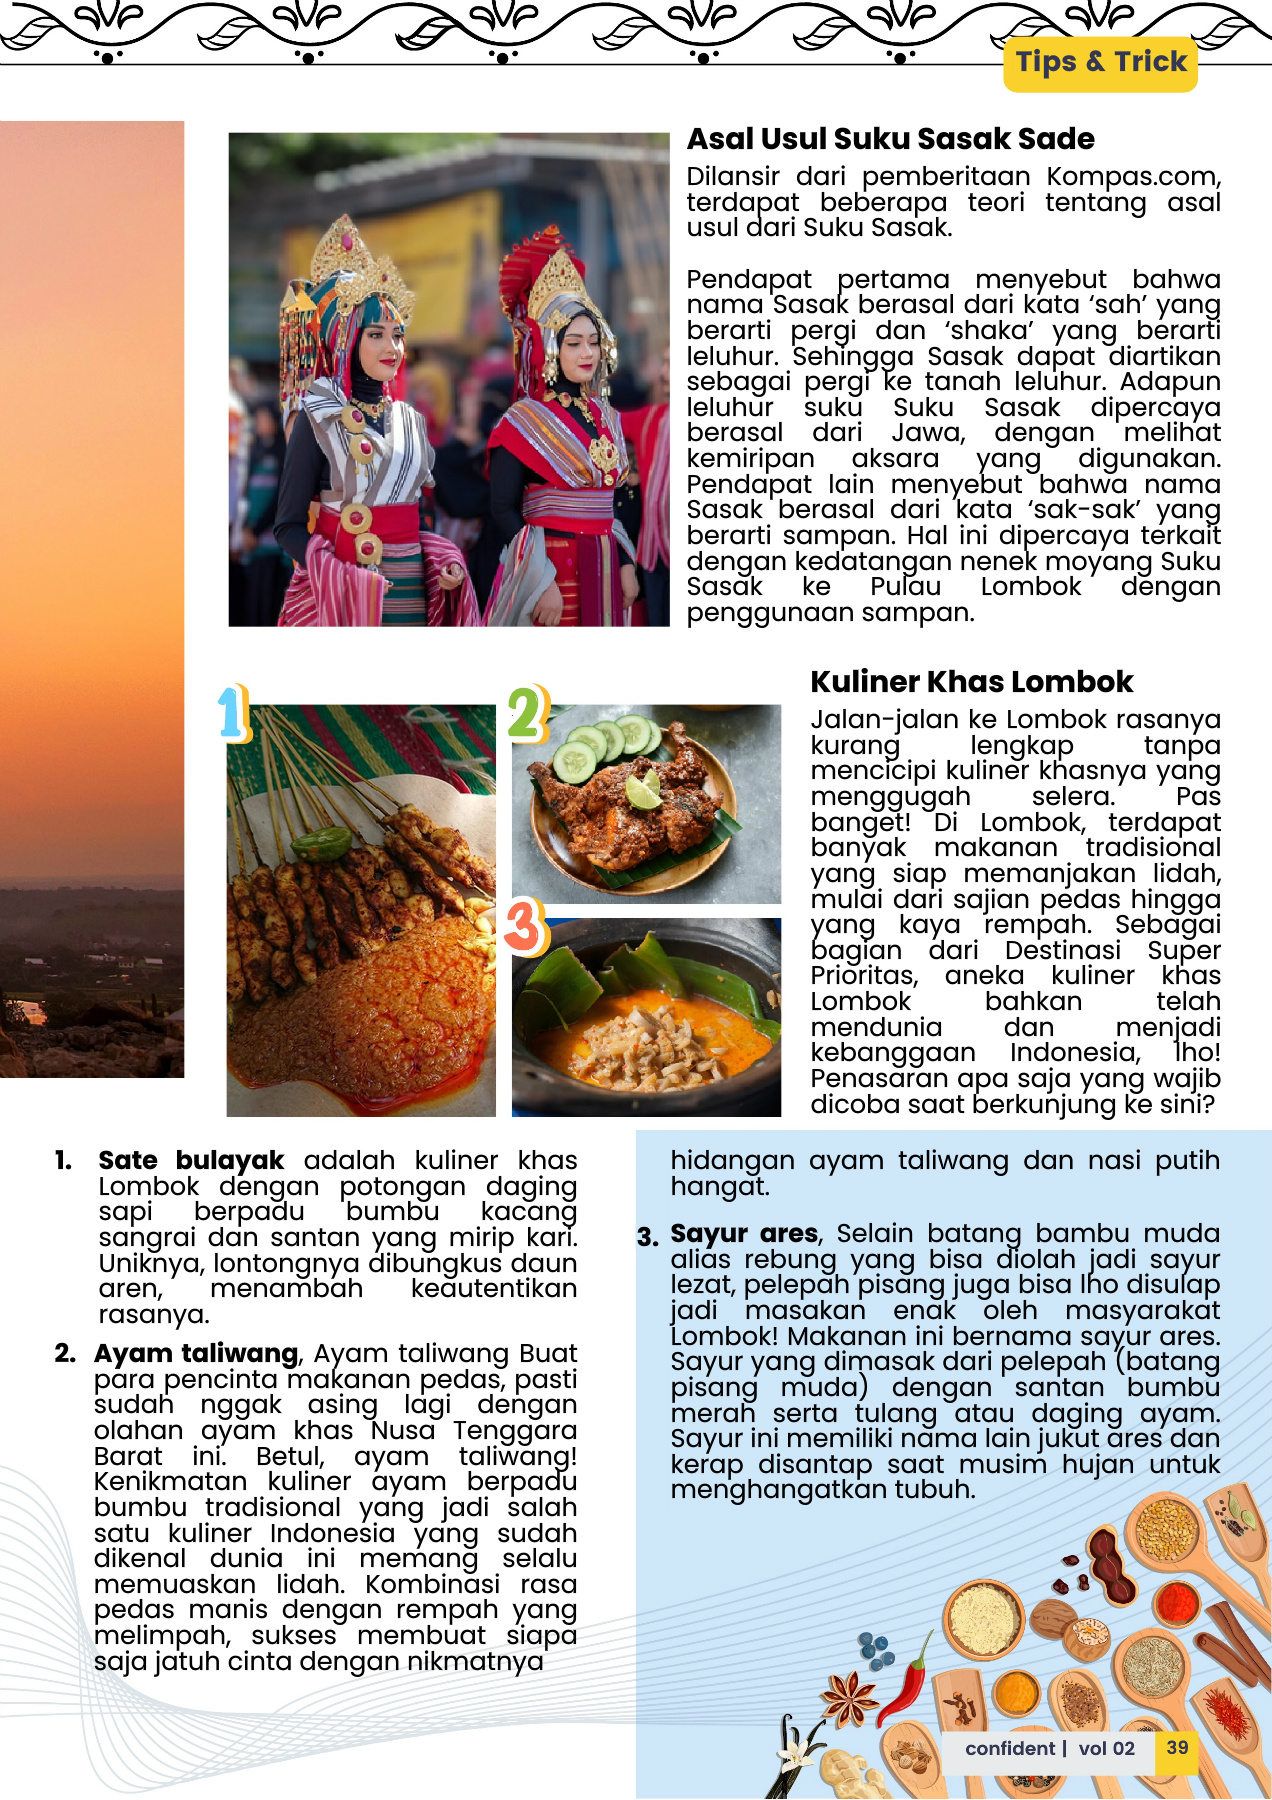 Tips & Trick
Asal Usul Suku Sasak Sade
Dilansir dari pemberitaan Kompas.com,
terdapat beberapa teori tentang asal
usul dari Suku Sasak.
Pendapat pertama menyebut bahwa
nama Sasak berasal dari kata ‘sah’ yang
berarti pergi dan ‘shaka’ yang berarti
leluhur. Sehingga Sasak dapat diartikan
sebagai pergi ke tanah leluhur. Adapun
leluhur suku Suku Sasak dipercaya
berasal dari Jawa, dengan melihat
kemiripan aksara yang digunakan.
Pendapat lain menyebut bahwa nama
Sasak berasal dari kata ‘sak-sak’ yang
berarti sampan. Hal ini dipercaya terkait
dengan kedatangan nenek moyang Suku
Sasak ke Pulau Lombok dengan
penggunaan sampan.
Kuliner Khas Lombok
Jalan-jalan ke Lombok rasanya
kurang lengkap tanpa
mencicipi kuliner khasnya yang
menggugah selera. Pas
banget! Di Lombok, terdapat
banyak makanan tradisional
yang siap memanjakan lidah,
mulai dari sajian pedas hingga
yang kaya rempah. Sebagai
bagian dari Destinasi Super
Prioritas, aneka kuliner khas
Lombok bahkan telah
mendunia dan menjadi
kebanggaan Indonesia, lho!
Penasaran apa saja yang wajib
dicoba saat berkunjung ke sini?
1
2
3
1. Sate bulayak adalah kuliner khas
Lombok dengan potongan daging
sapi berpadu bumbu kacang
sangrai dan santan yang mirip kari.
Uniknya, lontongnya dibungkus daun
aren, menambah keautentikan
rasanya.
2. Ayam taliwang, Ayam taliwang Buat
para pencinta makanan pedas, pasti
sudah nggak asing lagi dengan
olahan ayam khas Nusa Tenggara
Barat ini. Betul, ayam taliwang!
Kenikmatan kuliner ayam berpadu
bumbu tradisional yang jadi salah
satu kuliner Indonesia yang sudah
dikenal dunia ini memang selalu
memuaskan lidah. Kombinasi rasa
pedas manis dengan rempah yang
melimpah, sukses membuat siapa
saja jatuh cinta dengan nikmatnya
hidangan ayam taliwang dan nasi putih
hangat.
3. Sayur ares, Selain batang bambu muda
alias rebung yang bisa diolah jadi sayur
lezat, pelepah pisang juga bisa lho disulap
jadi masakan enak oleh masyarakat
Lombok! Makanan ini bernama sayur ares.
Sayur yang dimasak dari pelepah (batang
pisang muda) dengan santan bumbu
merah serta tulang atau daging ayam.
Sayur ini memiliki nama lain jukut ares dan
kerap disantap saat musim hujan untuk
menghangatkan tubuh.
confident | vol 02 39